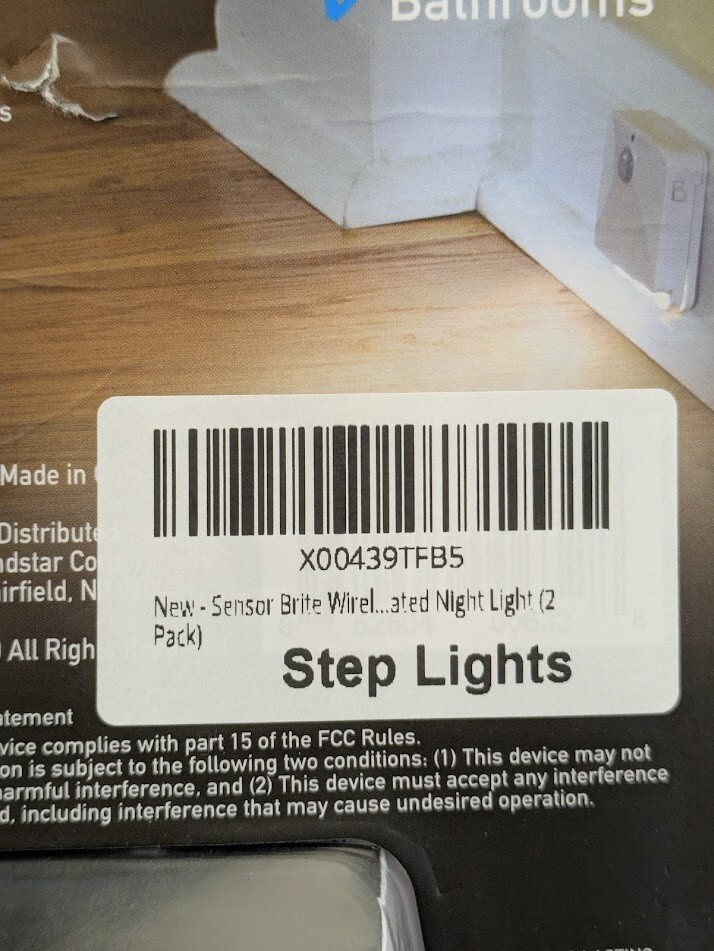 Bathrooms
s
Made in
Distribute
ndstar Co
irfield, N
All Righ
X00439TFB5
New - Sensor Brite Wirel...ated Night Light (2
Pack)
Step Lights
atement
vice complies with part 15 of the FCC Rules.
on is subject to the following two conditions: (1) This device may not
armful interference, and (2) This device must accept any interference
d, including interference that may cause undesired operation.